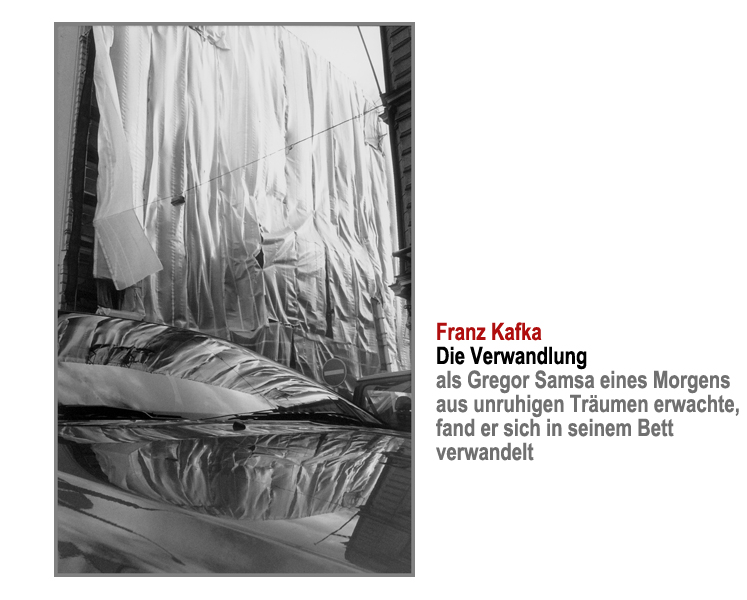 Franz Kafka
Die Verwandlung
als Gregor Samsa eines Morgens
aus unruhigen Träumen erwachte,
fand er sich in seinem Bett
verwandelt